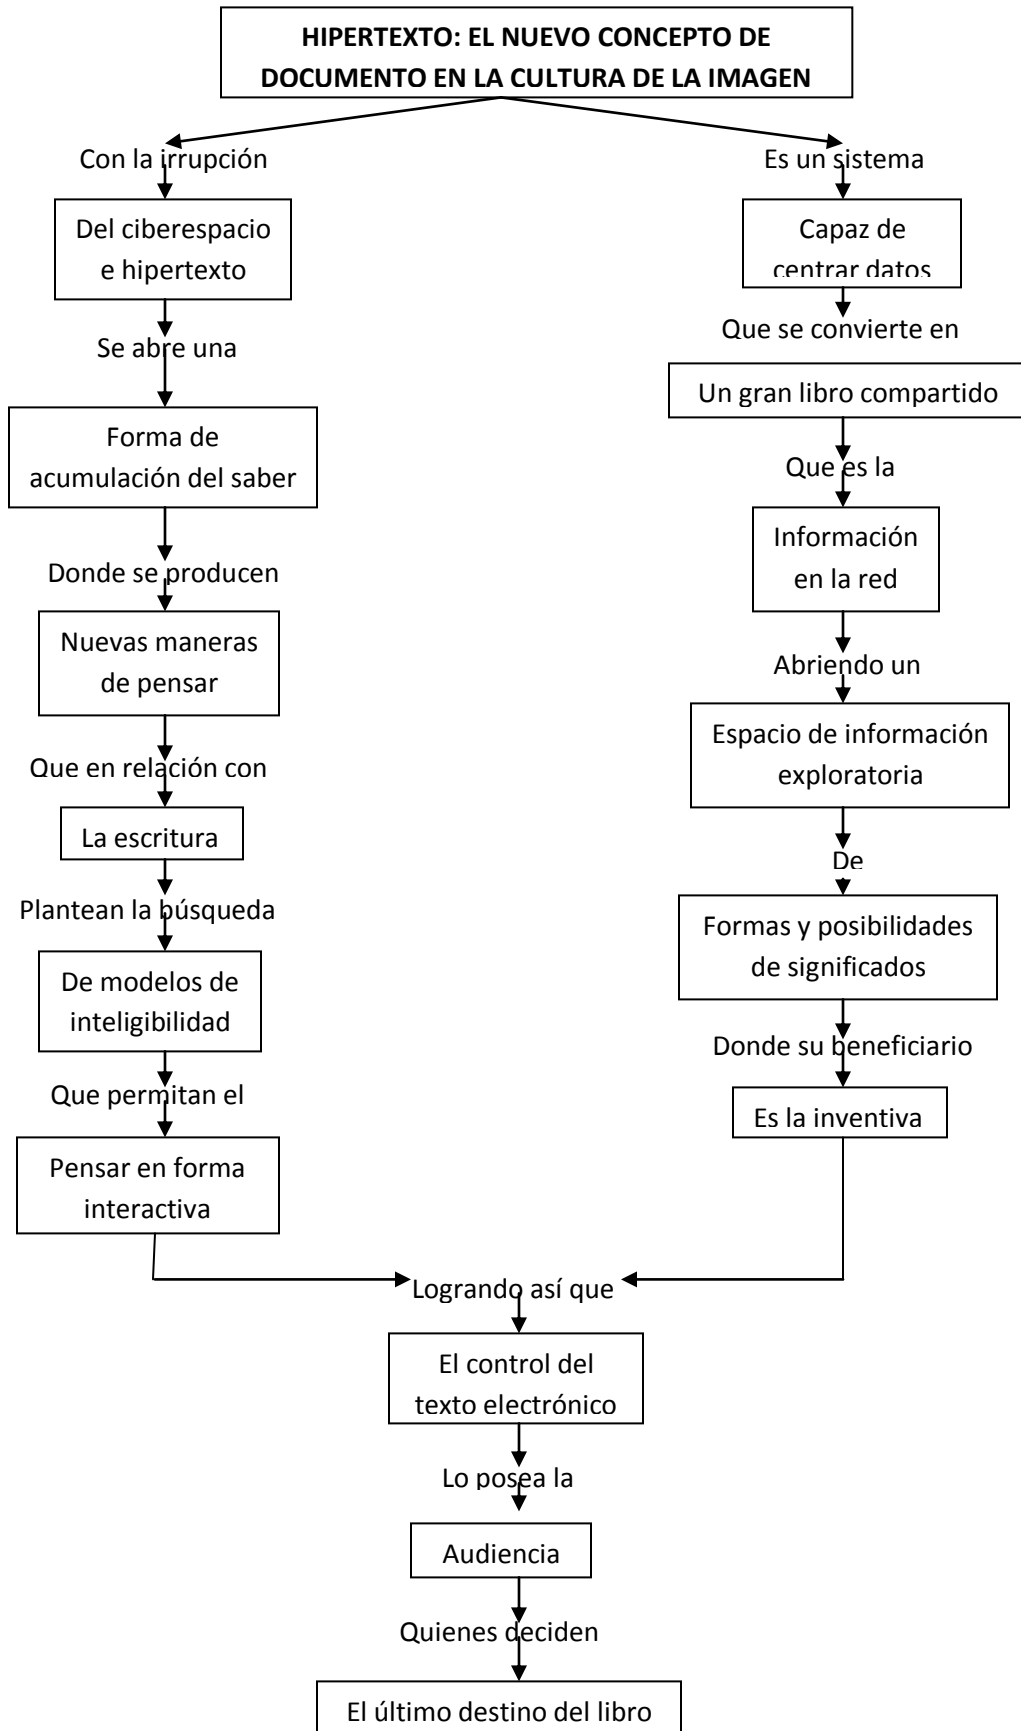 HIPERTEXTO: EL NUEVO CONCEPTO DE
DOCUMENTO EN LA CULTURA DE LA IMAGEN
Con la irrupción
Del ciberespacio
e hipertexto
Se abre una
Forma de
acumulación del saber
Donde se producen
Nuevas maneras
de pensar
Que en relación con
La escritura
Plantean la búsqueda
De modelos de
inteligibilidad
Que permitan el
Pensar en forma
interactiva
Es un sistema
Capaz de
centrar datos
Que se convierte en
Un gran libro compartido
Que es la
Información
en la red
Abriendo un
Espacio de información
exploratoria
De
Formas y posibilidades
de significados
Donde su beneficiario
Es la inventiva
Logrando así que
El control del
texto electrónico
Lo posea la
Audiencia
Quienes deciden
El último destino del libro